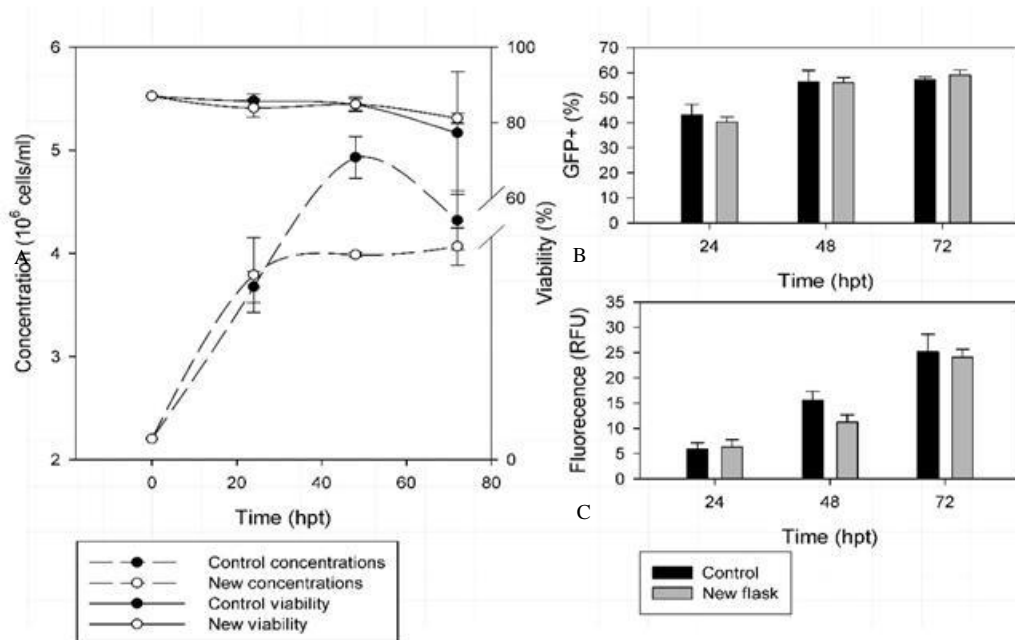 6
5
4
3
2
Concentration (10⁶ cells/ml)
A
100
80
60
0
Viability (%)
0 20 40 60 80
Time (hpt)
Control concentrations
New concentrations
Control viability
New viability
70
60
50
40
30
20
10
0
GFP+ (%)
B
24 48 72
Time (hpt)
35
30
25
20
15
10
5
0
Fluorecence (RFU)
C
24 48 72
Time (hpt)
Control
New flask